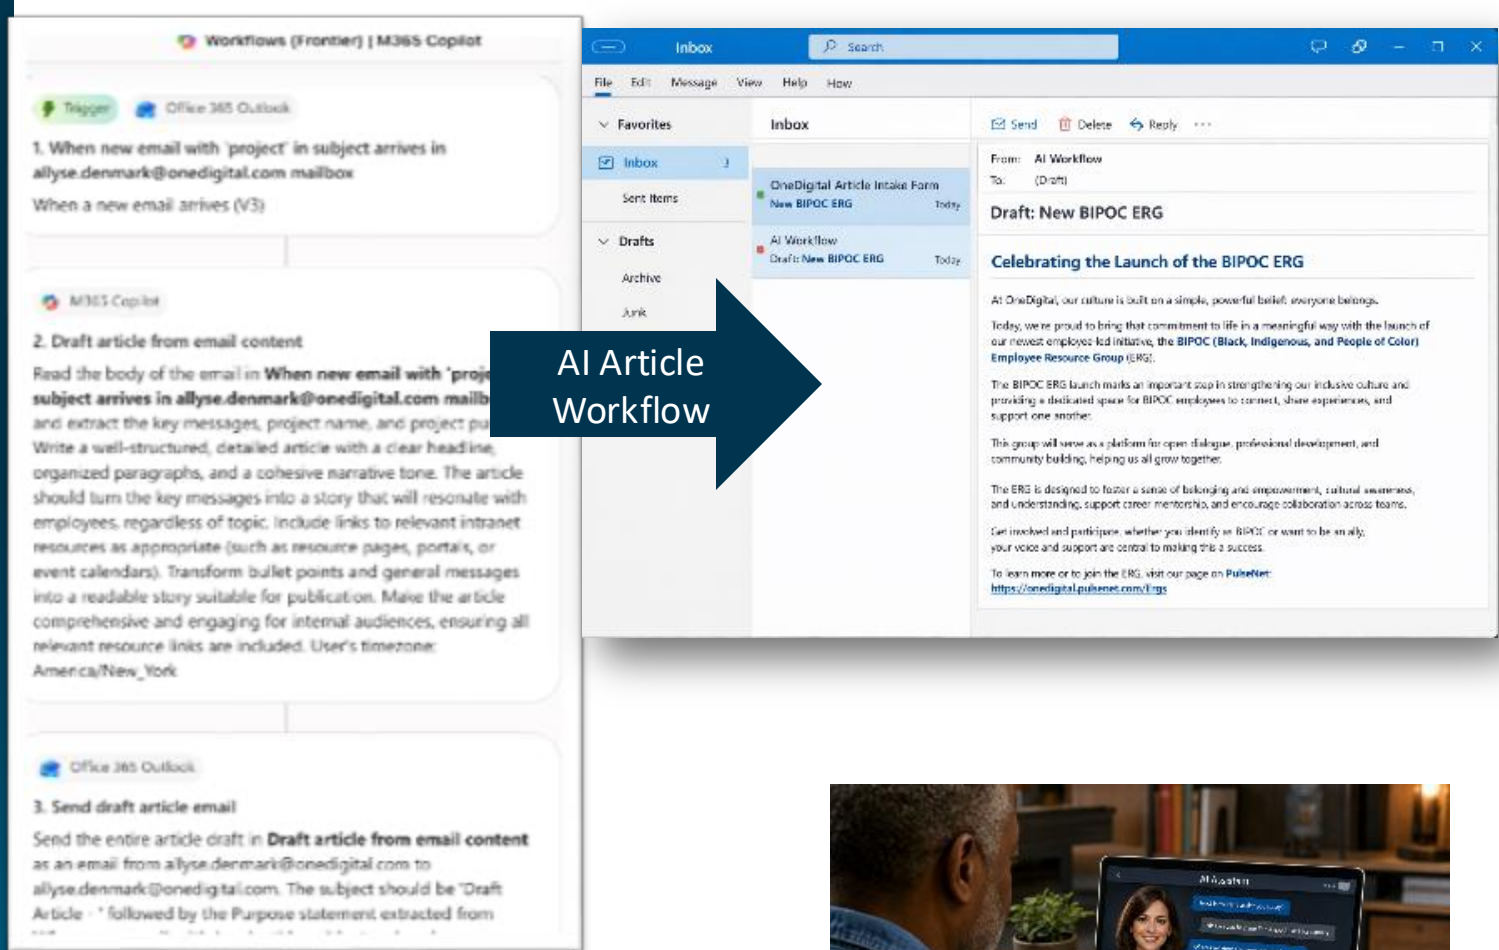 Workflows (Frontier) | M365 Copilot
Trigger
Office 365 Outlook
1. When new email with 'project' in subject arrives in
allyse.denmark@onedigital.com mailbox
When a new email arrives (V3)
M365 Copilot
2. Draft article from email content
Read the body of the email in When new email with 'proje
subject arrives in allyse.denmark@onedigital.com mailb
and extract the key messages, project name, and project pu
Write a well-structured, detailed article with a clear headline,
organized paragraphs, and a cohesive narrative tone. The article
should turn the key messages into a story that will resonate with
employees, regardless of topic. Include links to relevant intranet
resources as appropriate (such as resource pages, portals, or
event calendars). Transform bullet points and general messages
into a readable story suitable for publication. Make the article
comprehensive and engaging for internal audiences, ensuring all
relevant resource links are included. User's timezone:
America/New_York
Office 365 Outlook
3. Send draft article email
Send the entire article draft in Draft article from email content
as an email from allyse.denmark@onedigital.com to
allyse.denmark@onedigital.com. The subject should be "Draft
Article - " followed by the Purpose statement extracted from
AI Article
Workflow
Inbox
Search
File Edit Message View Help How
Favorites
Inbox
Sent Items
Drafts
Archive
Junk
Inbox
OneDigital Article Intake Form
New BIPOC ERG Today
AI Workflow
Draft: New BIPOC ERG Today
Send Delete Reply ...
From: AI Workflow
To: (Draft)
Draft: New BIPOC ERG
Celebrating the Launch of the BIPOC ERG
At OneDigital, our culture is built on a simple, powerful belief: everyone belongs.
Today, we're proud to bring that commitment to life in a meaningful way with the launch of
our newest employee-led initiative, the BIPOC (Black, Indigenous, and People of Color)
Employee Resource Group (ERG).
The BIPOC ERG launch marks an important step in strengthening our inclusive culture and
providing a dedicated space for BIPOC employees to connect, share experiences, and
support one another.
This group will serve as a platform for open dialogue, professional development, and
community building, helping us all grow together.
The ERG is designed to foster a sense of belonging and empowerment, cultural awareness,
and understanding, support career mentorship, and encourage collaboration across teams.
Get involved and participate, whether you identify as BIPOC or want to be an ally,
your voice and support are central to making this a success.
To learn more or to join the ERG, visit our page on PulseNet:
https://onedigital.pulsenet.com/Ergs
AI Assistant